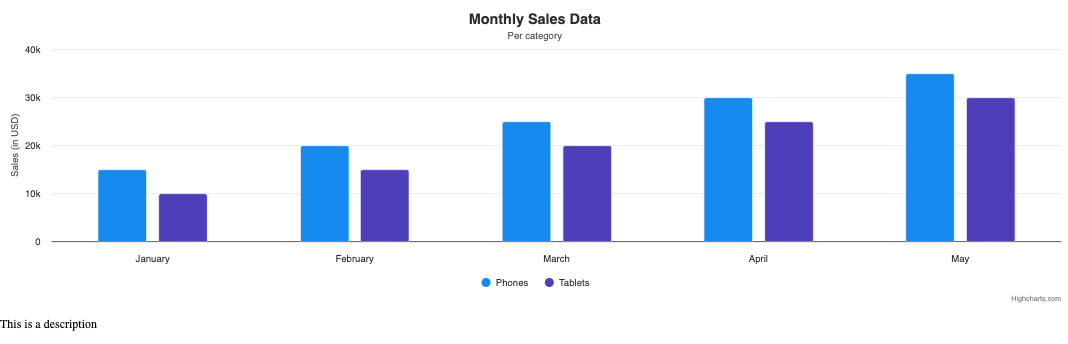 Monthly Sales Data
Per category
Sales (in USD)
40k
30k
20k
10k
0
January February March April May
Phones Tablets
Highcharts.com
This is a description